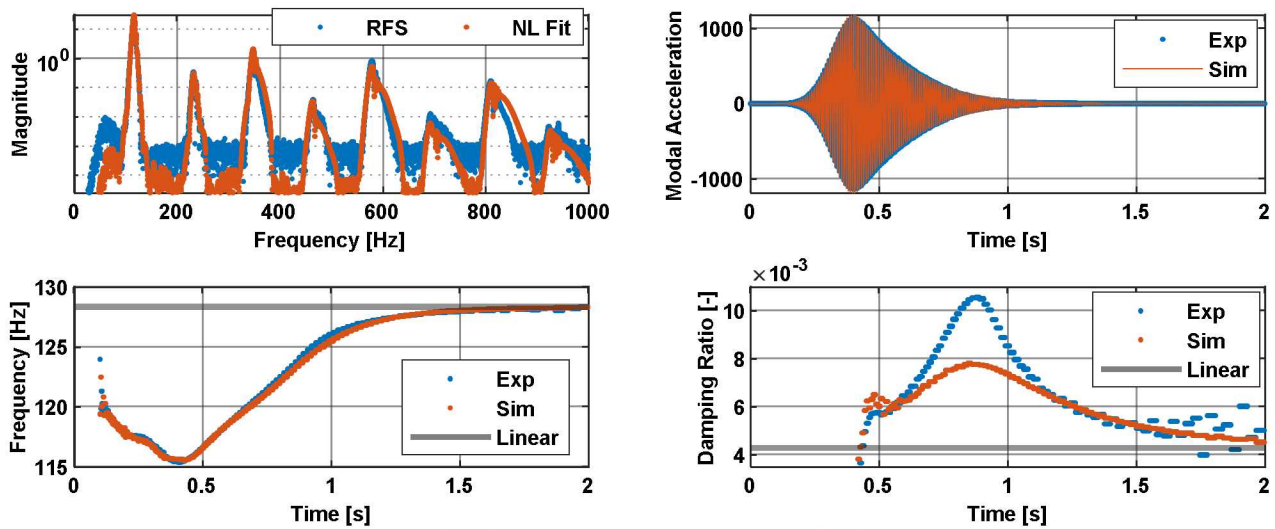 RFS NL Fit
10^0
Magnitude
0 200 400 600 800 1000
Frequency [Hz]
1000
0
-1000
Modal Acceleration
Exp
Sim
0 0.5 1 1.5 2
Time [s]
130
125
120
115
Frequency [Hz]
Exp
Sim
Linear
0 0.5 1 1.5 2
Time [s]
× 10^-3
10
8
6
4
Damping Ratio [-]
Exp
Sim
Linear
0 0.5 1 1.5 2
Time [s]